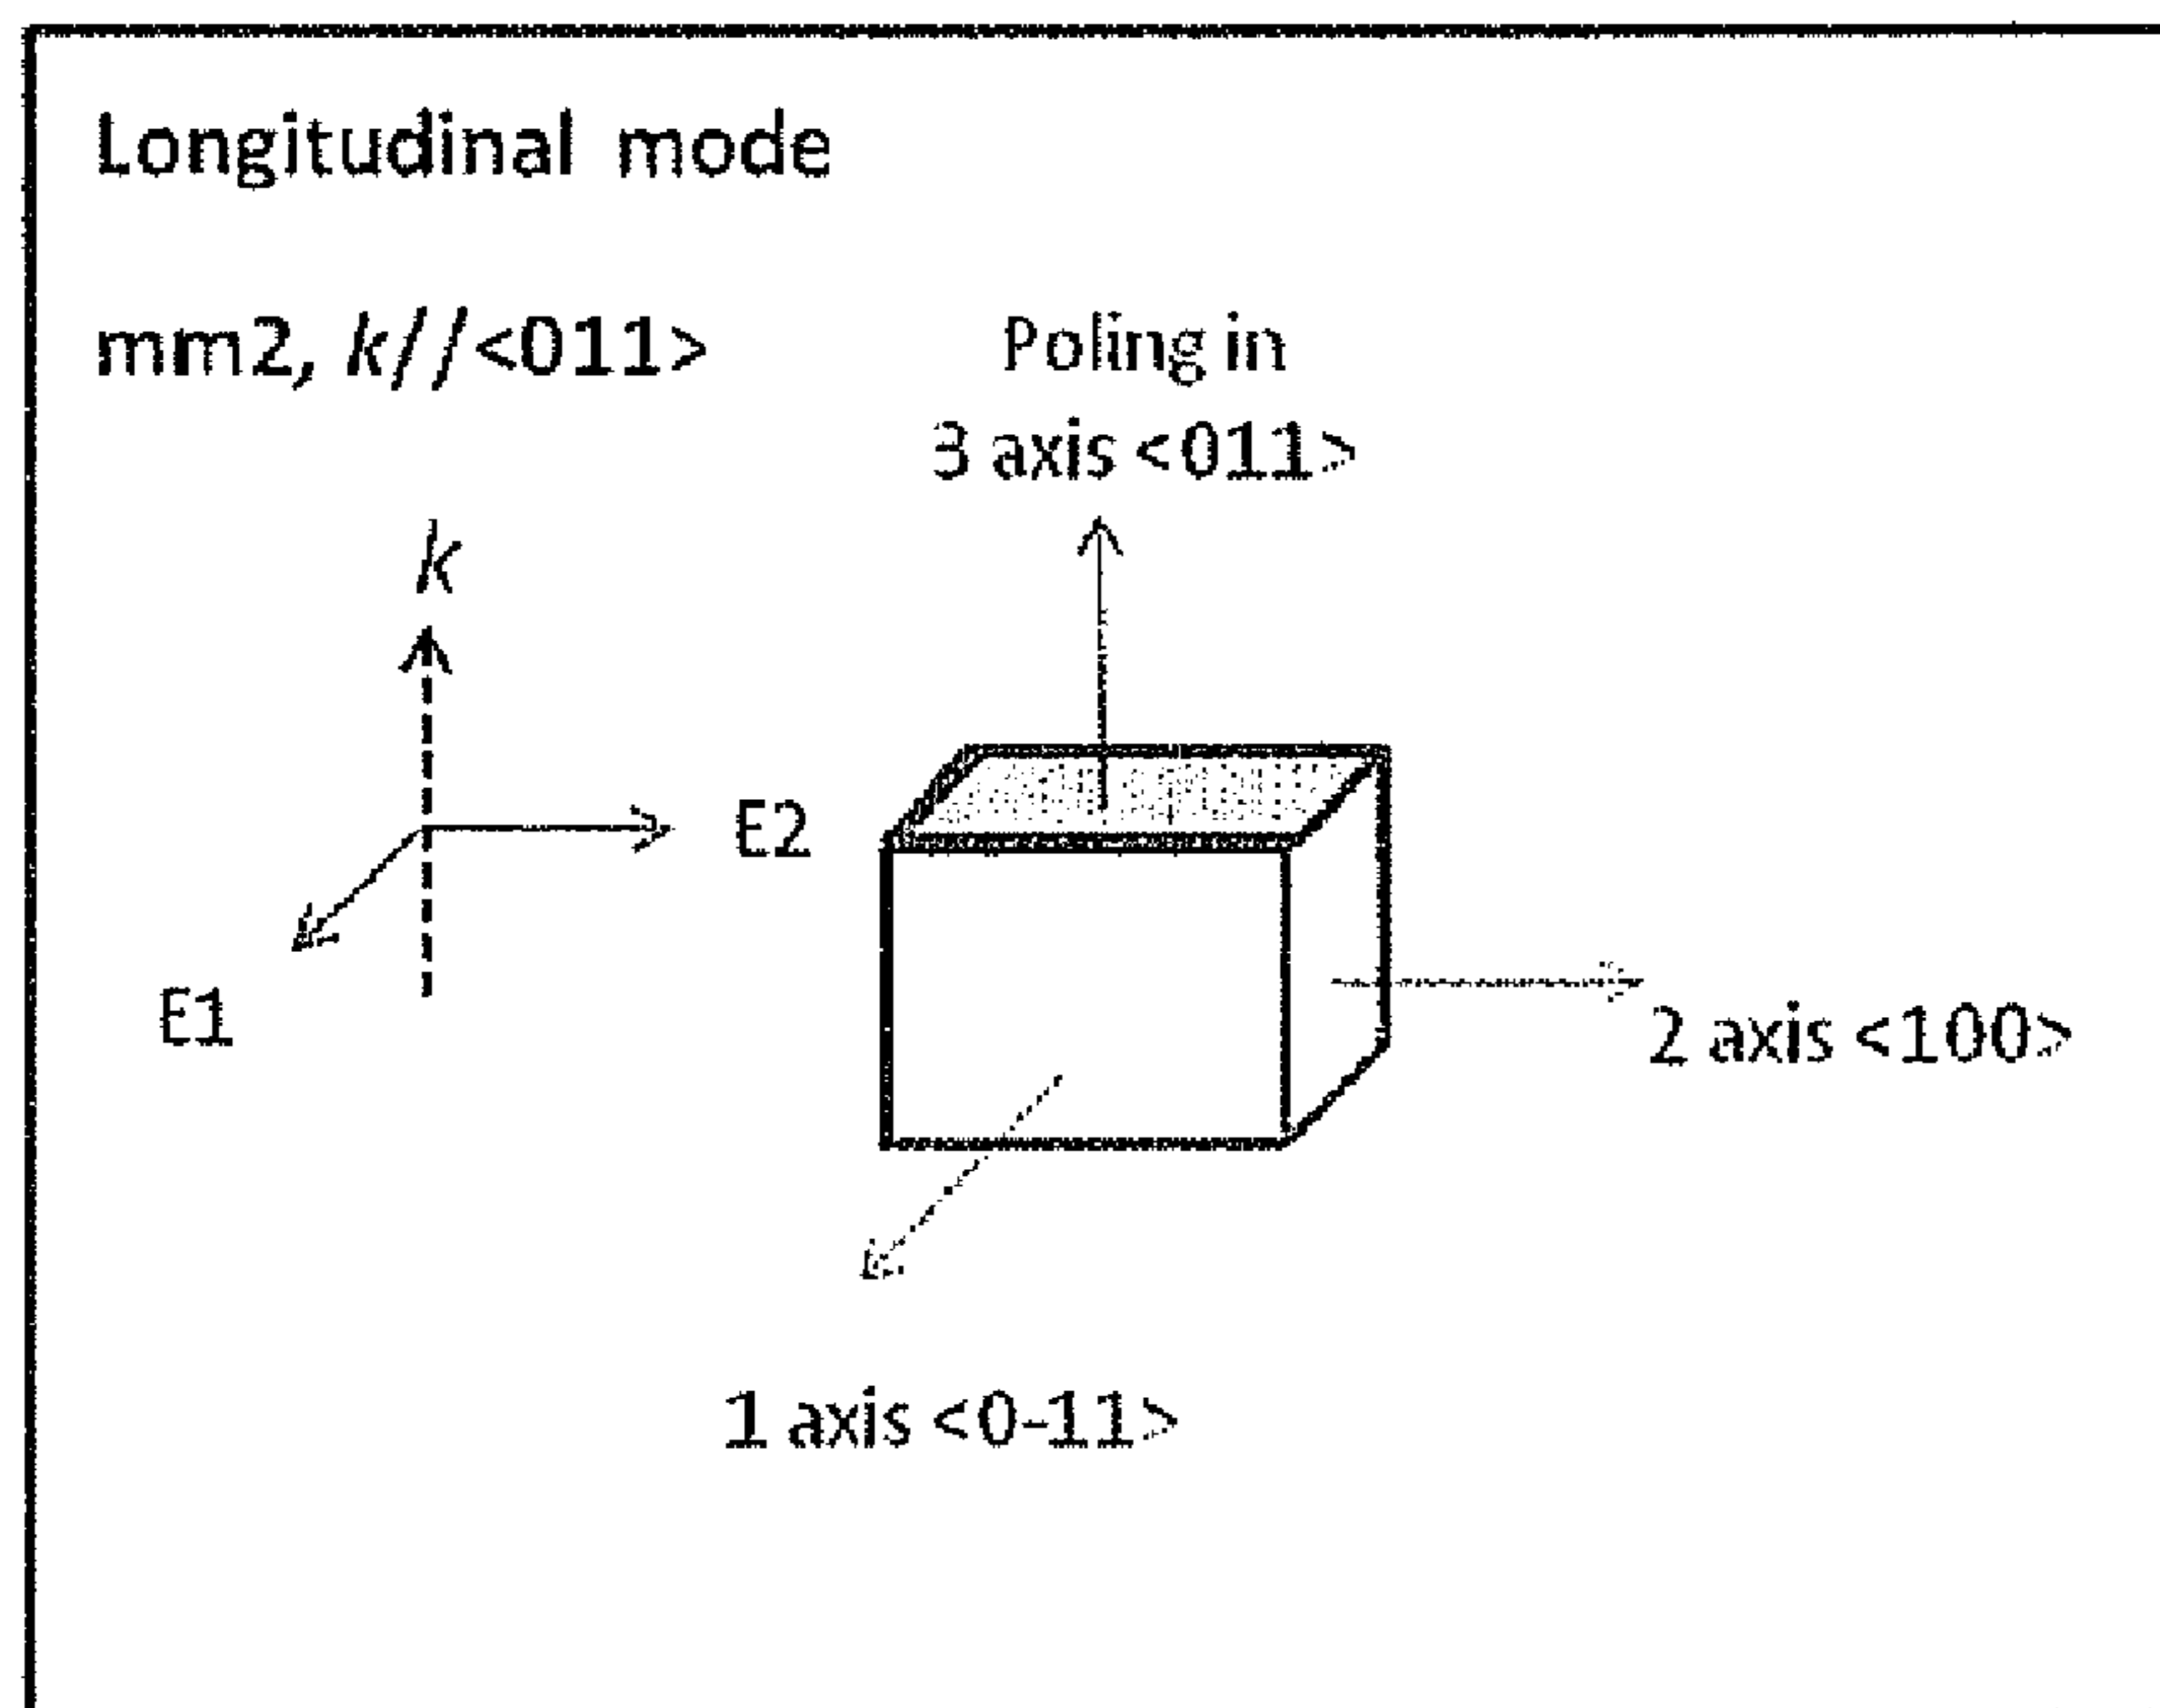 Longitudinal mode
mm2, k//<011>
Poling in
3 axis <011>
k
E2
E1
2 axis <100>
1 axis <0-11>